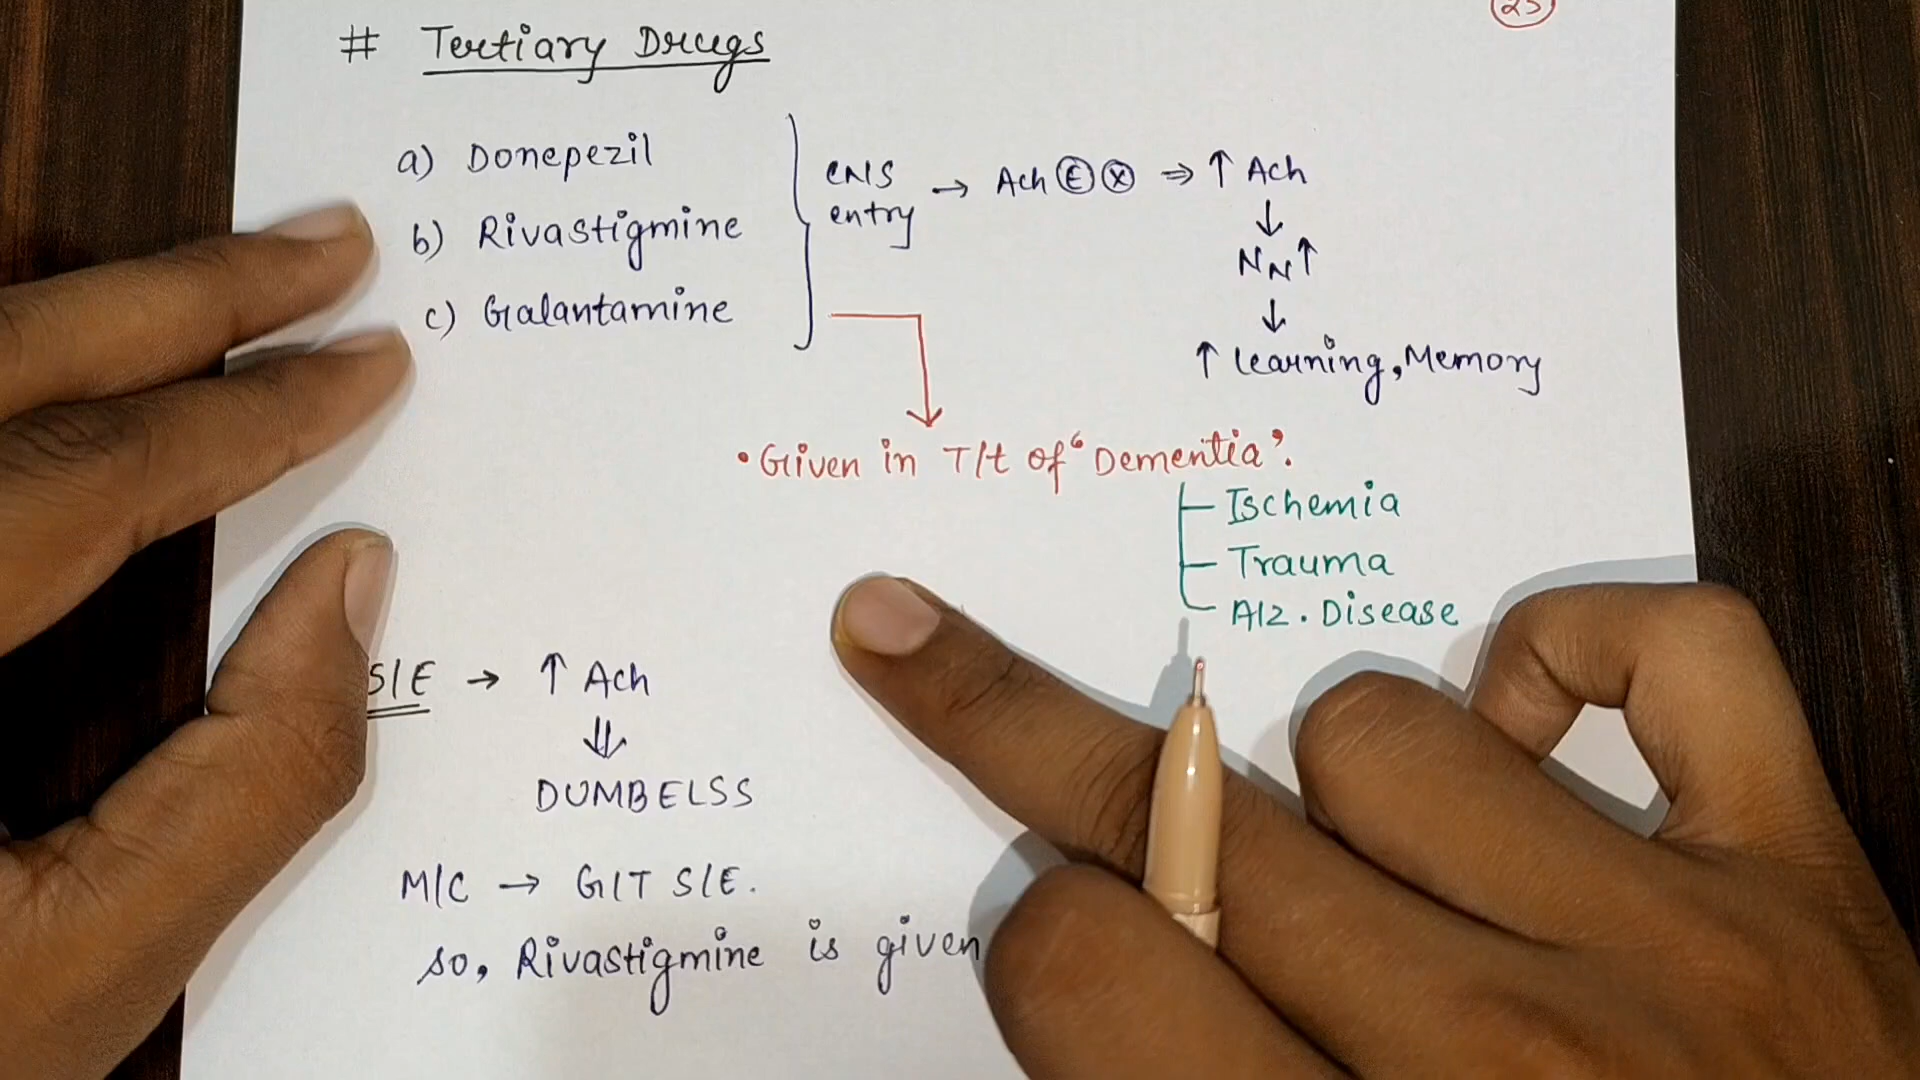 23
# Tertiary Drugs
a) Donepezil
b) Rivastigmine
c) Galantamine
CNS entry → Ach Ⓔ ⓧ ⇒ ↑ Ach
↓
NN↑
↓
↑ learning, Memory
• Given in T/t of "Dementia".
Ischemia
Trauma
Alz. Disease
S/E → ↑ Ach
⇓
DUMBELSS
M/C → GIT S/E.
so, Rivastigmine is given